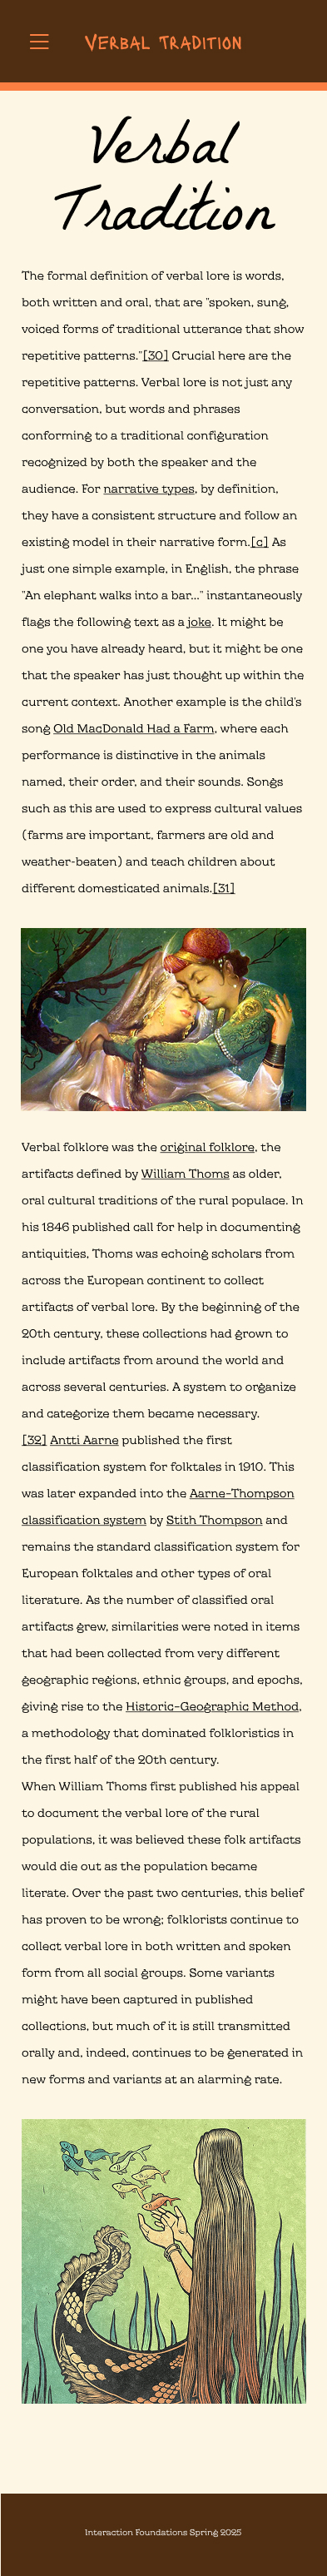 Verbal Tradition
Verbal
Tradition
The formal definition of verbal lore is words,
both written and oral, that are "spoken, sung,
voiced forms of traditional utterance that show
repetitive patterns."[30] Crucial here are the
repetitive patterns. Verbal lore is not just any
conversation, but words and phrases
conforming to a traditional configuration
recognized by both the speaker and the
audience. For narrative types, by definition,
they have a consistent structure and follow an
existing model in their narrative form.[c] As
just one simple example, in English, the phrase
"An elephant walks into a bar..." instantaneously
flags the following text as a joke. It might be
one you have already heard, but it might be one
that the speaker has just thought up within the
current context. Another example is the child's
song Old MacDonald Had a Farm, where each
performance is distinctive in the animals
named, their order, and their sounds. Songs
such as this are used to express cultural values
(farms are important, farmers are old and
weather-beaten) and teach children about
different domesticated animals.[31]
Verbal folklore was the original folklore, the
artifacts defined by William Thoms as older,
oral cultural traditions of the rural populace. In
his 1846 published call for help in documenting
antiquities, Thoms was echoing scholars from
across the European continent to collect
artifacts of verbal lore. By the beginning of the
20th century, these collections had grown to
include artifacts from around the world and
across several centuries. A system to organize
and categorize them became necessary.
[32] Antti Aarne published the first
classification system for folktales in 1910. This
was later expanded into the Aarne–Thompson
classification system by Stith Thompson and
remains the standard classification system for
European folktales and other types of oral
literature. As the number of classified oral
artifacts grew, similarities were noted in items
that had been collected from very different
geographic regions, ethnic groups, and epochs,
giving rise to the Historic–Geographic Method,
a methodology that dominated folkloristics in
the first half of the 20th century.
When William Thoms first published his appeal
to document the verbal lore of the rural
populations, it was believed these folk artifacts
would die out as the population became
literate. Over the past two centuries, this belief
has proven to be wrong; folklorists continue to
collect verbal lore in both written and spoken
form from all social groups. Some variants
might have been captured in published
collections, but much of it is still transmitted
orally and, indeed, continues to be generated in
new forms and variants at an alarming rate.
Interaction Foundations Spring 2025